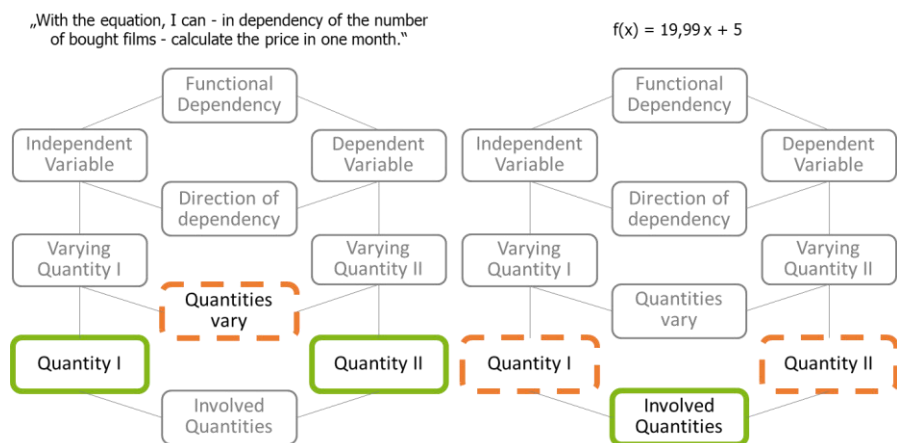 „With the equation, I can - in dependency of the number
of bought films - calculate the price in one month.“
Functional
Dependency
Independent
Variable
Dependent
Variable
Direction of
dependency
Varying
Quantity I
Varying
Quantity II
Quantities
vary
Quantity I
Quantity II
Involved
Quantities
f(x) = 19,99 x + 5
Functional
Dependency
Independent
Variable
Dependent
Variable
Direction of
dependency
Varying
Quantity I
Varying
Quantity II
Quantities
vary
Quantity I
Quantity II
Involved
Quantities